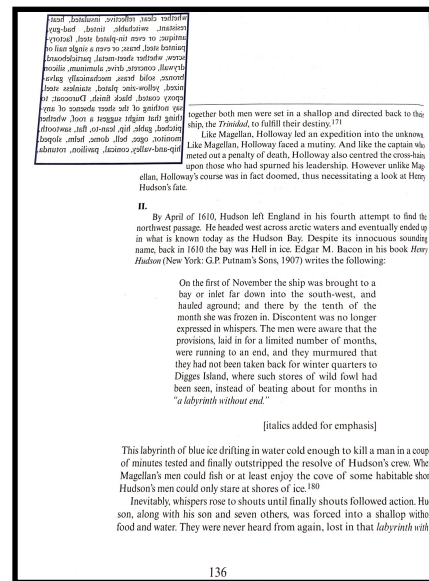 whether clear, reflective, insulated, heat-
resistant, switchable, tinted, bad-guy
antique; or even tin-plated steel, factory-
painted steel, brass; or even a single nail or
screw, whether sheet-metal, particleboard,
drywall, concrete, drive, aluminum, silicon
bronze, solid brass, mechanically galva-
nized, yellow-zinc plated, stainless steel,
epoxy coated, black finish, Durocoat; to
say nothing of the sheer absence of any-
thing that might suggest a roof, whether
pitched, gable, hip, lean-to, flat, sawtooth,
monitor, ogee, bell, dome, helm, sloped,
hip-and-valley, conical, pavilion, rotunda
together both men were set in a shallop and directed back to their
ship, the Trinidad, to fulfill their destiny.171
Like Magellan, Holloway led an expedition into the unknown.
Like Magellan, Holloway faced a mutiny. And like the captain who
meted out a penalty of death, Holloway also centred the cross-hairs
upon those who had spurned his leadership. However unlike Mag-
ellan, Holloway's course was in fact doomed, thus necessitating a look at Henry
Hudson's fate.
II.
By April of 1610, Hudson left England in his fourth attempt to find the
northwest passage. He headed west across arctic waters and eventually ended up
in what is known today as the Hudson Bay. Despite its innocuous sounding
name, back in 1610 the bay was Hell in ice. Edgar M. Bacon in his book Henry
Hudson (New York: G.P. Putnam's Sons, 1907) writes the following:
On the first of November the ship was brought to a
bay or inlet far down into the south-west, and
hauled aground; and there by the tenth of the
month she was frozen in. Discontent was no longer
expressed in whispers. The men were aware that the
provisions, laid in for a limited number of months,
were running to an end, and they murmured that
they had not been taken back for winter quarters to
Digges Island, where such stores of wild fowl had
been seen, instead of beating about for months in
"a labyrinth without end."
[italics added for emphasis]
This labyrinth of blue ice drifting in water cold enough to kill a man in a coup
of minutes tested and finally outstripped the resolve of Hudson's crew. Whe
Magellan's men could fish or at least enjoy the cove of some habitable shor
Hudson's men could only stare at shores of ice.180
Inevitably, whispers rose to shouts until finally shouts followed action. Hu
son, along with his son and seven others, was forced into a shallop witho
food and water. They were never heard from again, lost in that labyrinth with
136